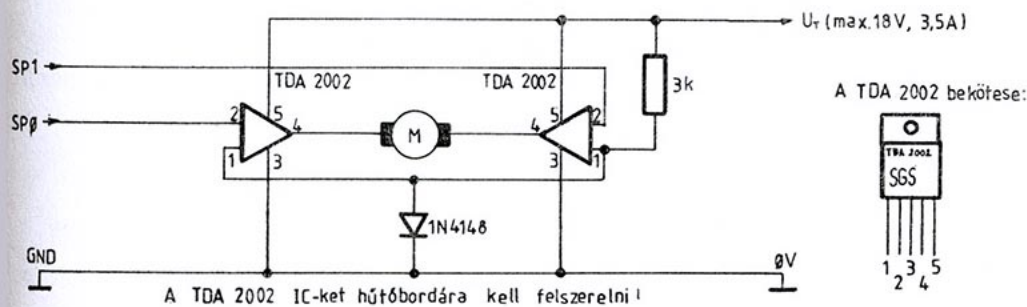 U_T (max.18V, 3,5A)
SP1
TDA 2002
TDA 2002
3k
A TDA 2002 bekötese:
SPØ
2
5
4
M
4
5
2
1
3
3
1
TDA 2002
SGS
1N4148
GND
ØV
1 2 3 4 5
A TDA 2002 IC-ket hűtőbordára kell felszerelni!